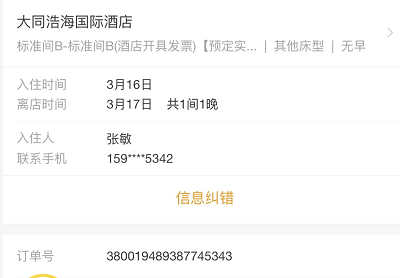 大同浩海国际酒店
标准间B-标准间B(酒店开具发票)【预定实... | 其他床型 | 无早
入住时间 3月16日
离店时间 3月17日 共1间1晚
入住人 张敏
联系手机 159****5342
信息纠错
订单号 380019489387745343